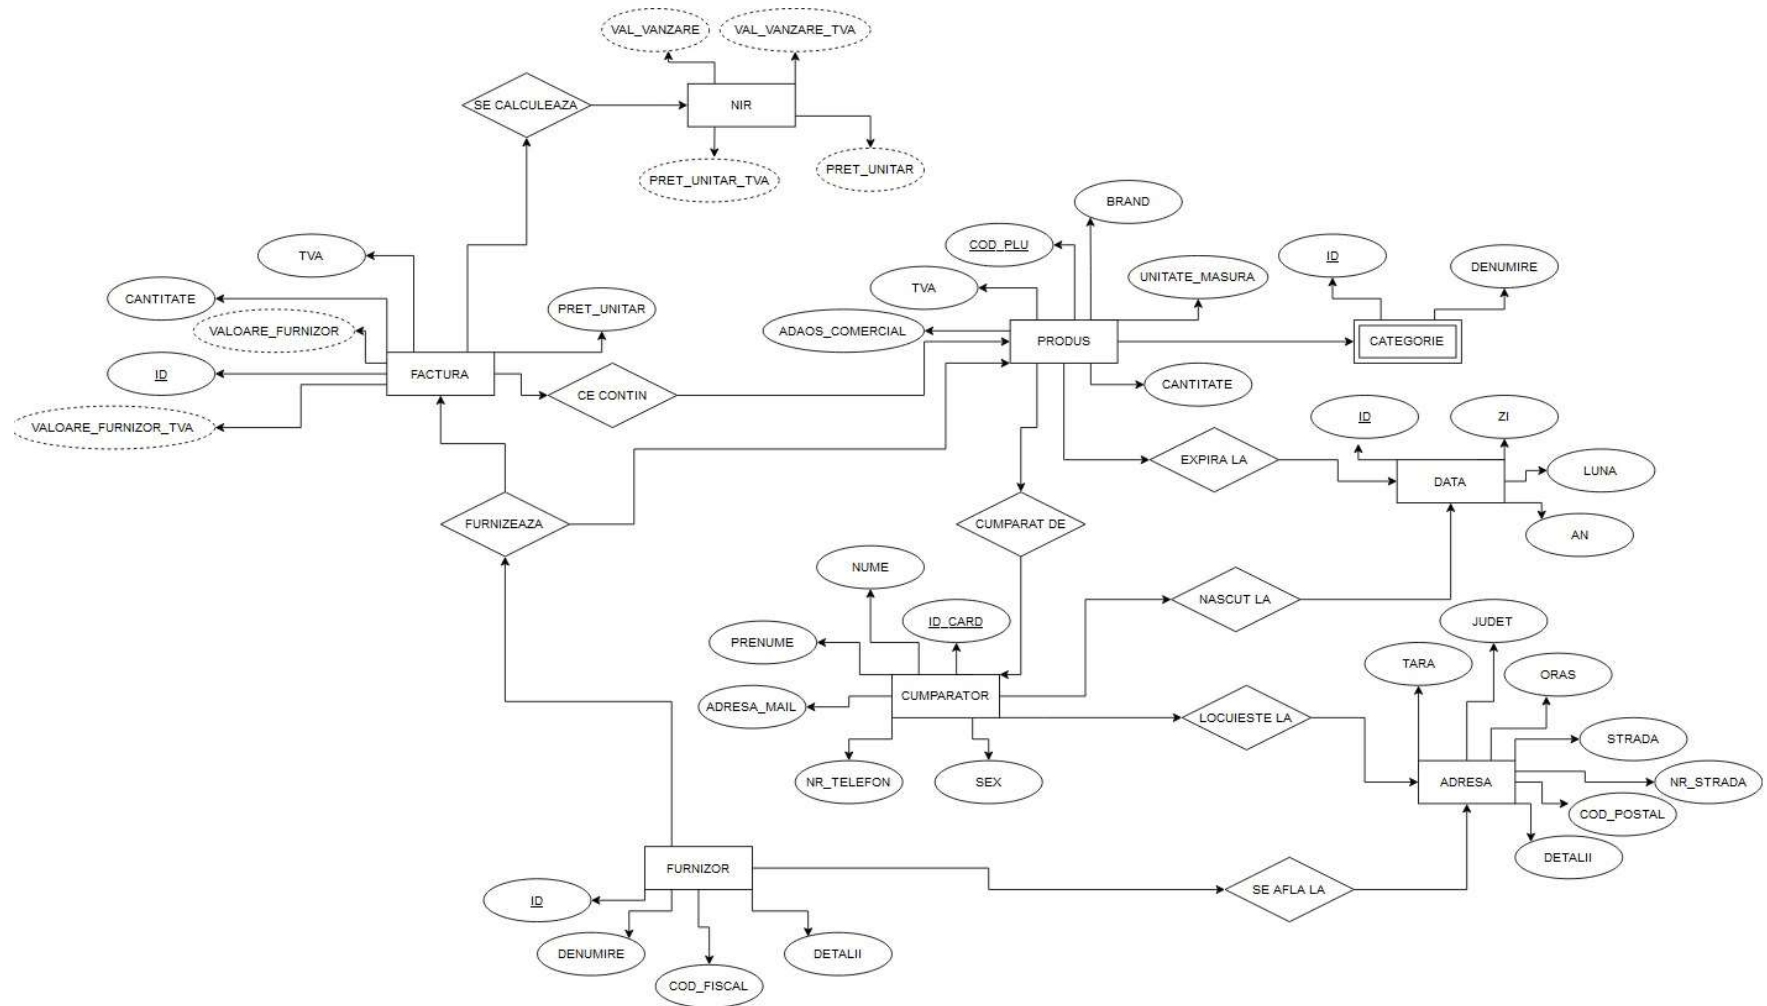 VAL_VANZARE
VAL_VANZARE_TVA
SE CALCULEAZA
NIR
PRET_UNITAR_TVA
PRET_UNITAR
BRAND
COD_PLU
TVA
ID
DENUMIRE
UNITATE_MASURA
TVA
CANTITATE
PRET_UNITAR
VALOARE_FURNIZOR
ADAOS_COMERCIAL
PRODUS
CATEGORIE
FACTURA
ID
CE CONTIN
CANTITATE
VALOARE_FURNIZOR_TVA
ID
ZI
EXPIRA LA
LUNA
DATA
FURNIZEAZA
CUMPARAT DE
AN
NUME
NASCUT LA
ID_CARD
JUDET
PRENUME
TARA
ORAS
CUMPARATOR
ADRESA_MAIL
LOCUIESTE LA
STRADA
NR_TELEFON
SEX
ADRESA
NR_STRADA
COD_POSTAL
DETALII
FURNIZOR
SE AFLA LA
ID
DENUMIRE
DETALII
COD_FISCAL